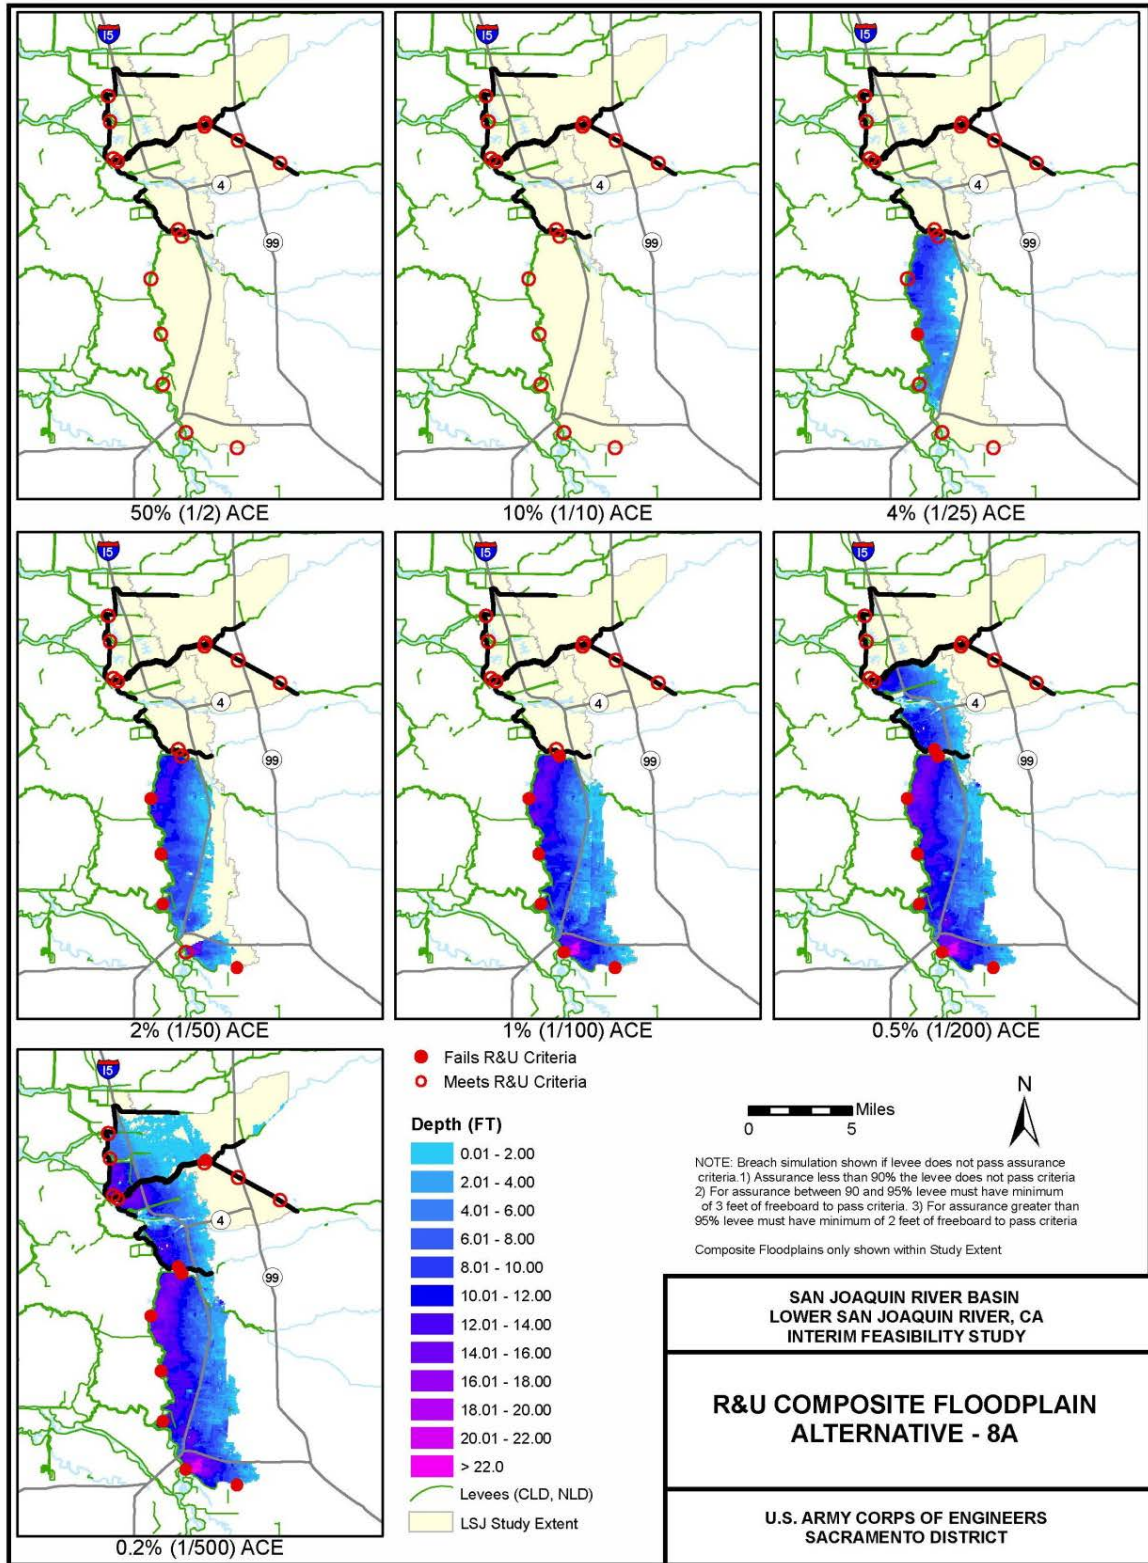 15
4
99
50% (1/2) ACE
15
4
99
10% (1/10) ACE
15
4
99
4% (1/25) ACE
15
4
99
2% (1/50) ACE
15
4
99
1% (1/100) ACE
15
4
99
0.5% (1/200) ACE
15
4
99
0.2% (1/500) ACE
Fails R&U Criteria
Meets R&U Criteria
Depth (FT)
0.01 - 2.00
2.01 - 4.00
4.01 - 6.00
6.01 - 8.00
8.01 - 10.00
10.01 - 12.00
12.01 - 14.00
14.01 - 16.00
16.01 - 18.00
18.01 - 20.00
20.01 - 22.00
> 22.0
Levees (CLD, NLD)
LSJ Study Extent
Miles
0 5
N
NOTE: Breach simulation shown if levee does not pass assurance
criteria.1) Assurance less than 90% the levee does not pass criteria
2) For assurance between 90 and 95% levee must have minimum
of 3 feet of freeboard to pass criteria. 3) For assurance greater than
95% levee must have minimum of 2 feet of freeboard to pass criteria
Composite Floodplains only shown within Study Extent
SAN JOAQUIN RIVER BASIN
LOWER SAN JOAQUIN RIVER, CA
INTERIM FEASIBILITY STUDY
R&U COMPOSITE FLOODPLAIN
ALTERNATIVE - 8A
U.S. ARMY CORPS OF ENGINEERS
SACRAMENTO DISTRICT